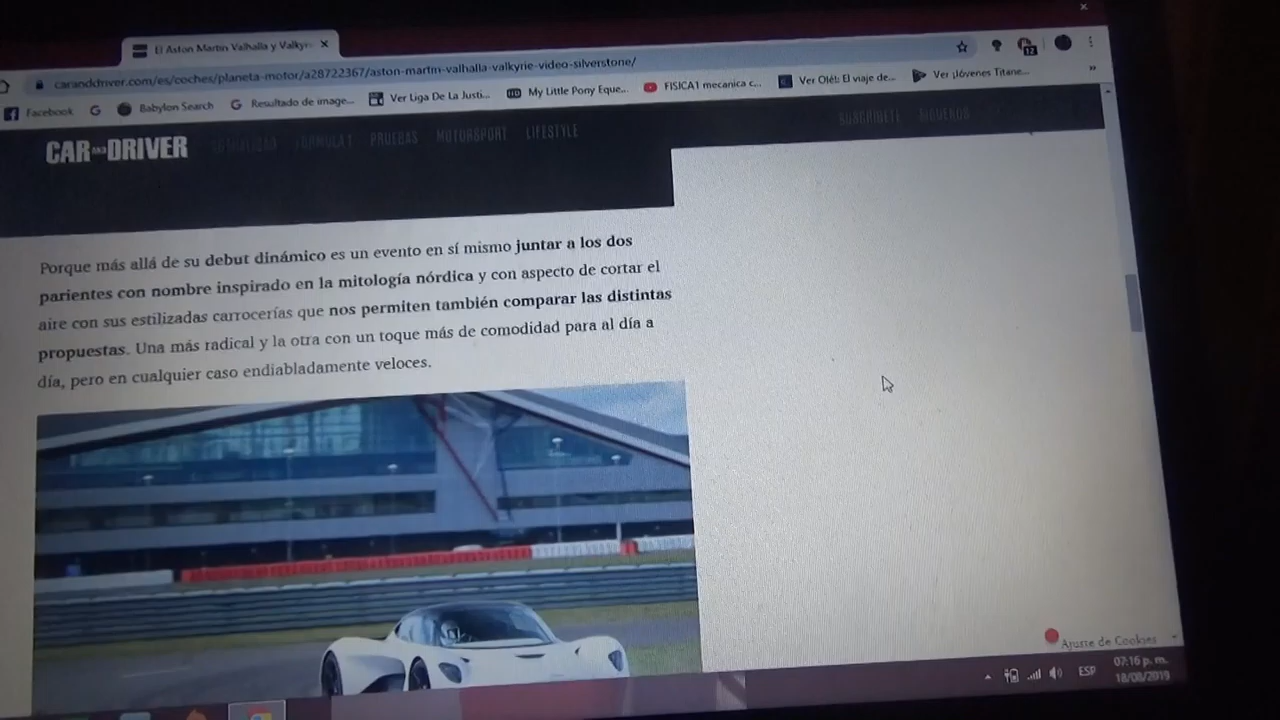 El Aston Martin Valhalla y Valkyr
caranddriver.com/es/coches/planeta-motor/a28722367/aston-martin-valhalla-valkyrie-video-silverstone/
12
Facebook
Babylon Search
Resultado de image...
Ver Liga De La Justi...
My Little Pony Eque...
FISICA1 mecanica c...
Ver Olé!: El viaje de...
Ver ¡Jóvenes Titane...
»
CAR AND DRIVER
ACTUALIDAD FÓRMULA 1 PRUEBAS MOTORSPORT LIFESTYLE
SUSCRÍBETE SÍGUENOS
Porque más allá de su debut dinámico es un evento en sí mismo juntar a los dos
parientes con nombre inspirado en la mitología nórdica y con aspecto de cortar el
aire con sus estilizadas carrocerías que nos permiten también comparar las distintas
propuestas. Una más radical y la otra con un toque más de comodidad para al día a
día, pero en cualquier caso endiabladamente veloces.
Ajuste de Cookies
ESP
07:16 p. m.
18/08/2019